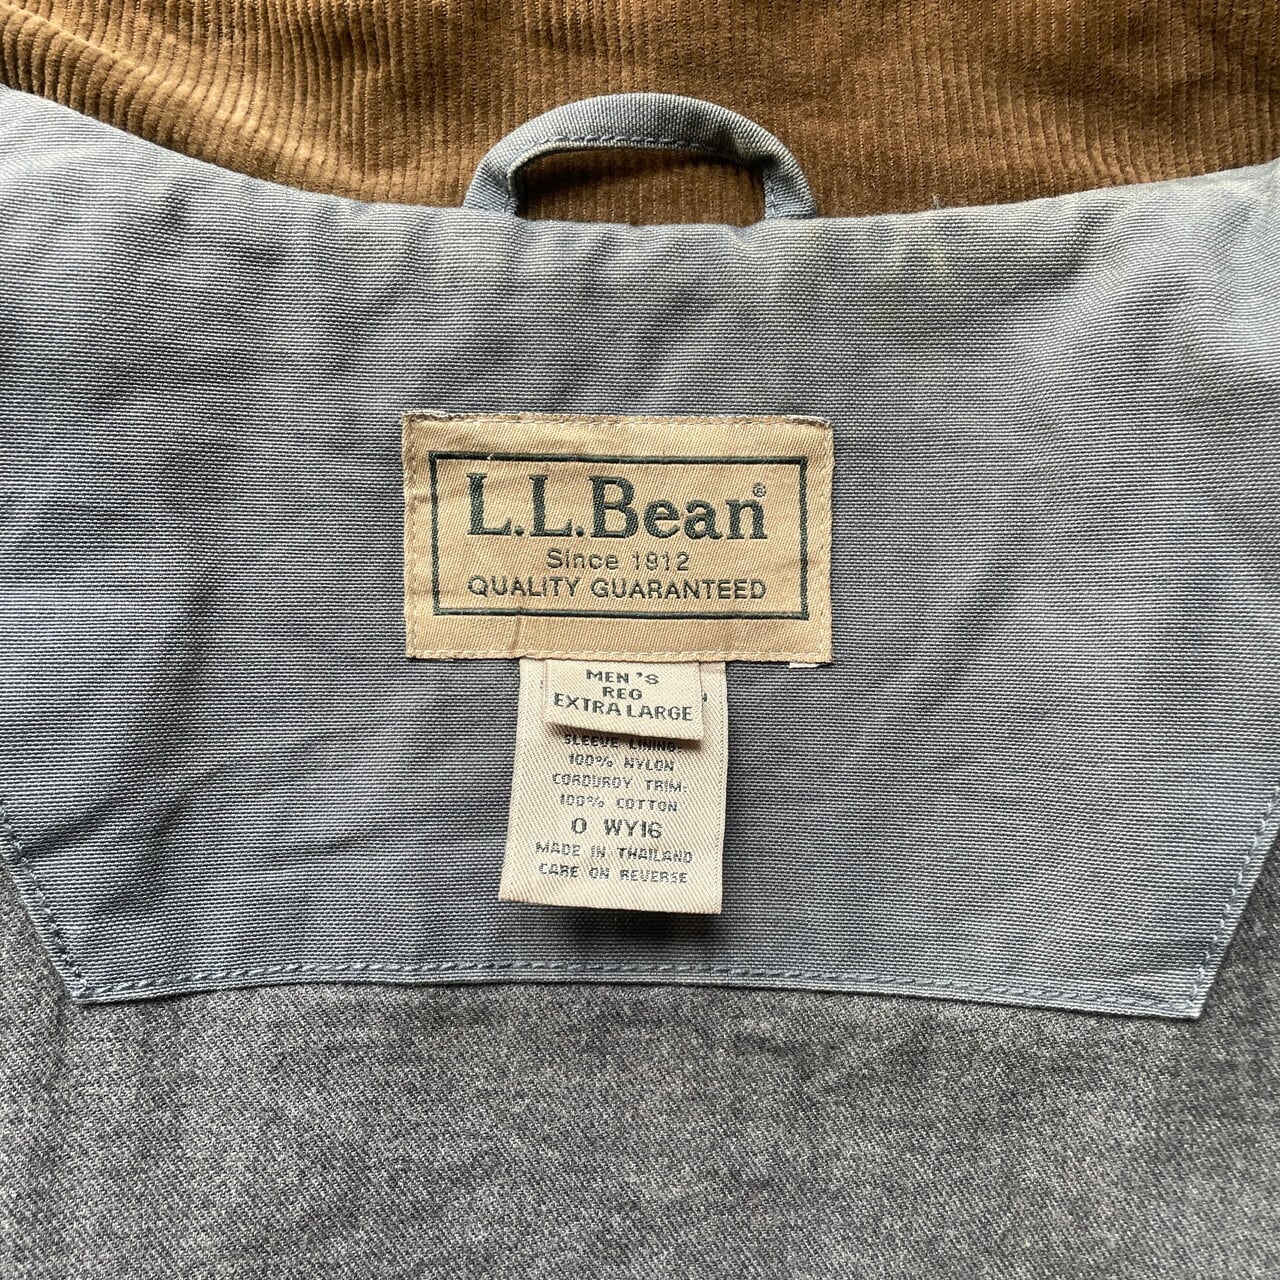 L.L.Bean®
Since 1912
QUALITY GUARANTEED
MEN'S
REG
EXTRA LARGE
SLEEVE LINING:
100% NYLON
CORDUROY TRIM:
100% COTTON
0 WY16
MADE IN THAILAND
CARE ON REVERSE